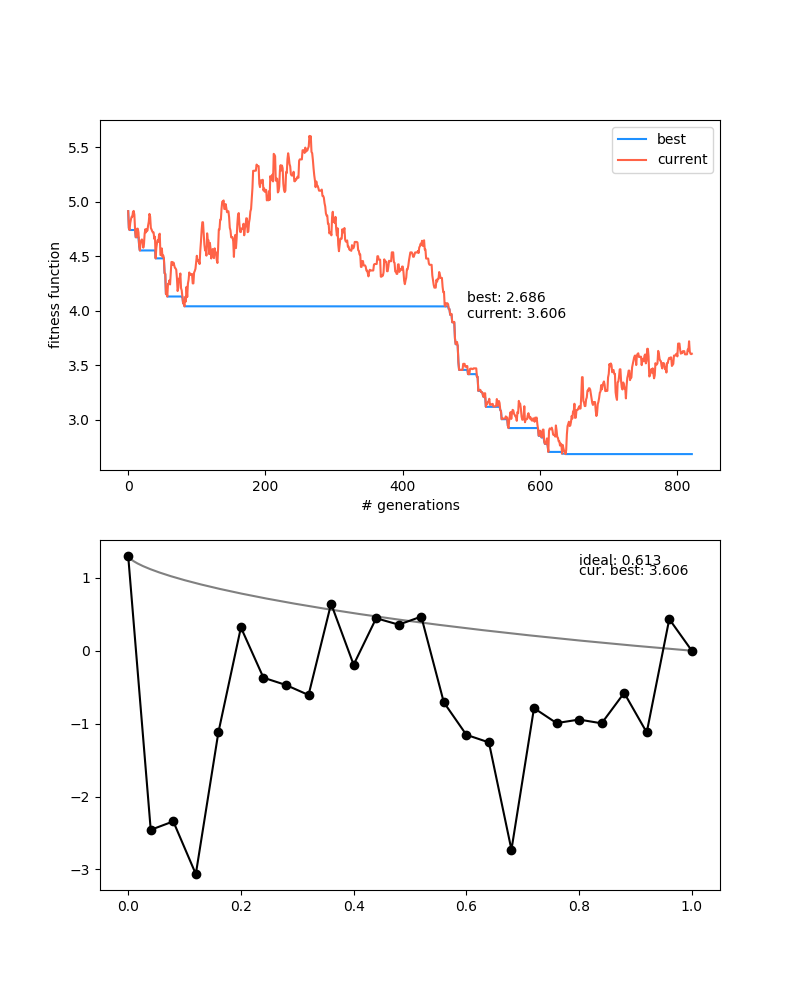 5.5
5.0
4.5
4.0
3.5
3.0
fitness function
best
current
best: 2.686
current: 3.606
0
200
400
600
800
# generations
ideal: 0.613
cur. best: 3.606
1
0
−1
−2
−3
0.0
0.2
0.4
0.6
0.8
1.0